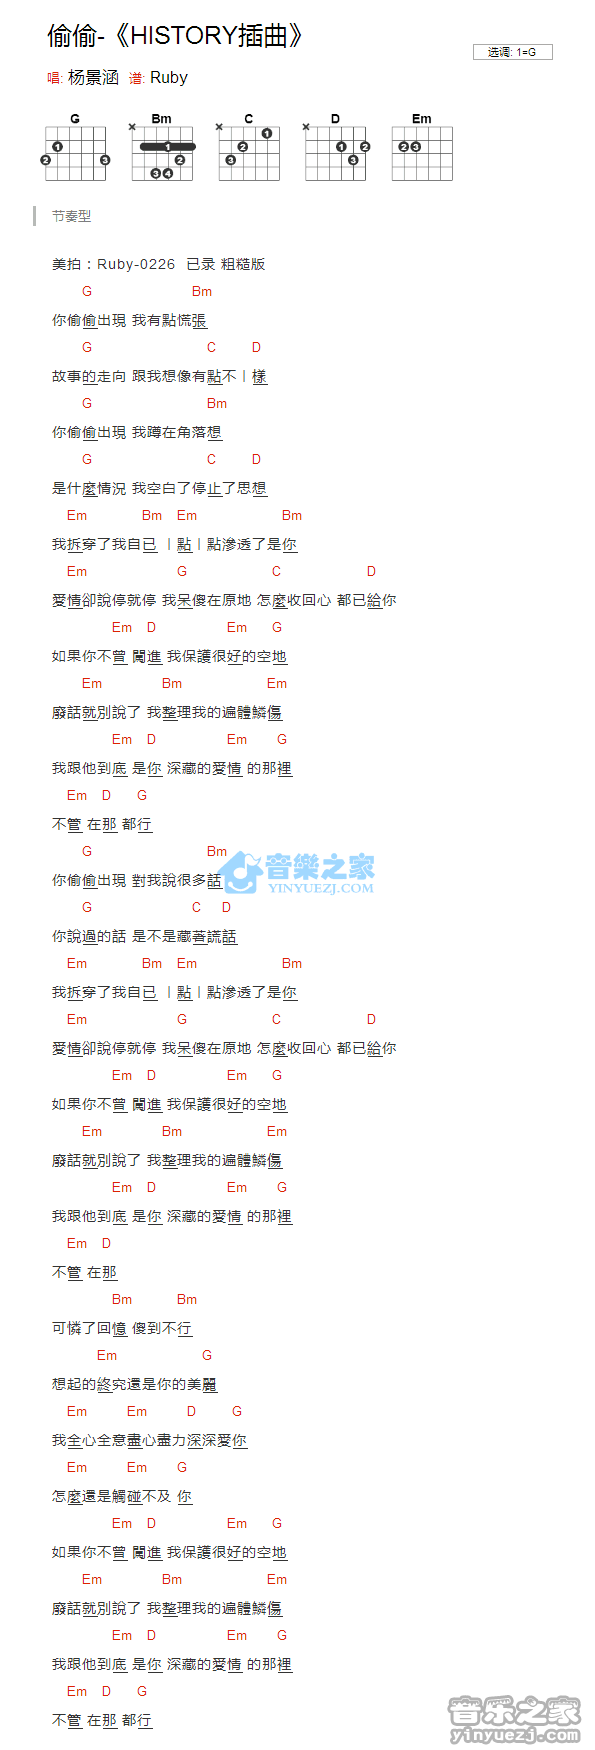 偷偷-《HISTORY插曲》
选调: 1=G
唱: 杨景涵 谱: Ruby
G Bm C D Em
× × ×
1 2 3 1 2 3 4 1 2 3 1 2 3 2 3
节奏型
美拍：Ruby-0226 已录 粗糙版
G Bm
你偷偷出現 我有點慌張
G C D
故事的走向 跟我想像有點不丨樣
G Bm
你偷偷出現 我蹲在角落想
G C D
是什麼情況 我空白了停止了思想
Em Bm Em Bm
我拆穿了我自已 丨點丨點滲透了是你
Em G C D
愛情卻說停就停 我呆傻在原地 怎麼收回心 都已給你
Em D Em G
如果你不曾 闖進 我保護很好的空地
Em Bm Em
廢話就別說了 我整理我的遍體鱗傷
Em D Em G
我跟他到底 是你 深藏的愛情 的那裡
Em D G
不管 在那 都行
G Bm
你偷偷出現 對我說很多話
音樂之家
YINYUEZJ.COM
G C D
你說過的話 是不是藏著謊話
Em Bm Em Bm
我拆穿了我自已 丨點丨點滲透了是你
Em G C D
愛情卻說停就停 我呆傻在原地 怎麼收回心 都已給你
Em D Em G
如果你不曾 闖進 我保護很好的空地
Em Bm Em
廢話就別說了 我整理我的遍體鱗傷
Em D Em G
我跟他到底 是你 深藏的愛情 的那裡
Em D
不管 在那
Bm Bm
可憐了回憶 傻到不行
Em G
想起的終究還是你的美麗
Em Em D G
我全心全意盡心盡力深深愛你
Em Em G
怎麼還是觸碰不及 你
Em D Em G
如果你不曾 闖進 我保護很好的空地
Em Bm Em
廢話就別說了 我整理我的遍體鱗傷
Em D Em G
我跟他到底 是你 深藏的愛情 的那裡
Em D G
不管 在那 都行
音乐之家
yinyuezj.com